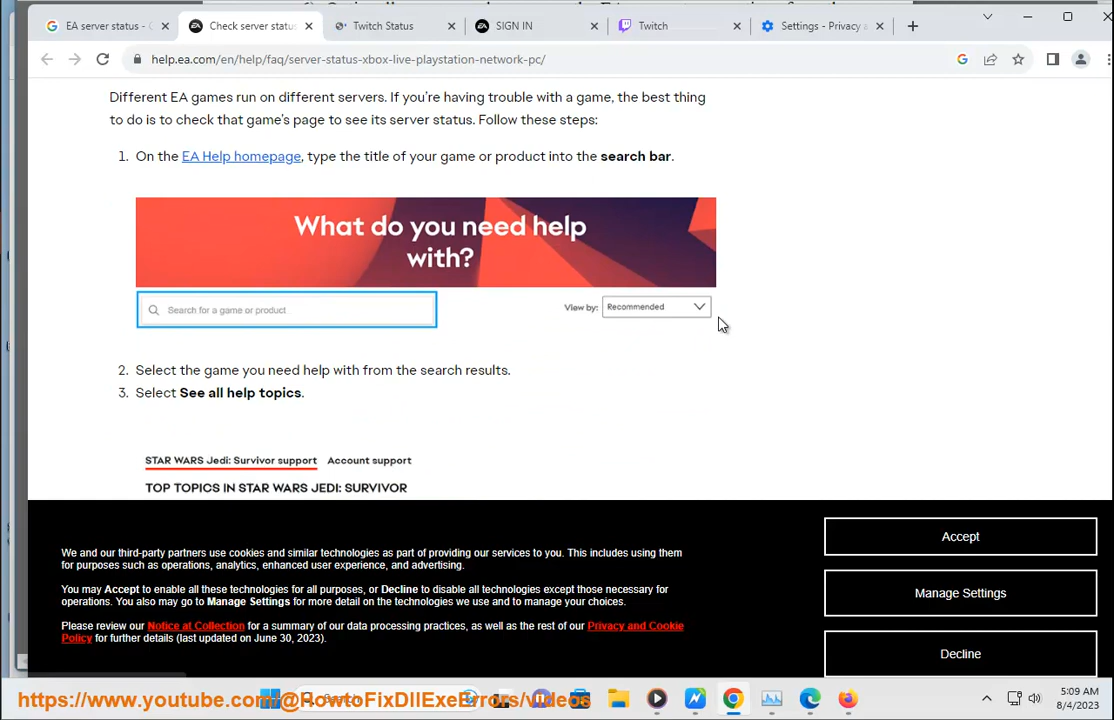 EA server status - G
Check server status
Twitch Status
SIGN IN
Twitch
Settings - Privacy a
help.ea.com/en/help/faq/server-status-xbox-live-playstation-network-pc/
Different EA games run on different servers. If you're having trouble with a game, the best thing
to do is to check that game's page to see its server status. Follow these steps:
1. On the EA Help homepage, type the title of your game or product into the search bar.
What do you need help
with?
Search for a game or product
View by: Recommended
2. Select the game you need help with from the search results.
3. Select See all help topics.
STAR WARS Jedi: Survivor support Account support
TOP TOPICS IN STAR WARS JEDI: SURVIVOR
We and our third-party partners use cookies and similar technologies as part of providing our services to you. This includes using them
for purposes such as operations, analytics, enhanced user experience, and advertising.
You may Accept to enable all these technologies for all purposes, or Decline to disable all technologies except those necessary for
operations. You also may go to Manage Settings for more detail on the technologies we use and to manage your choices.
Please review our Notice at Collection for a summary of our data processing practices, as well as the rest of our Privacy and Cookie
Policy for further details (last updated on June 30, 2023).
Accept
Manage Settings
Decline
https://www.youtube.com/@HowtoFixDllExeErrors/videos
Search
5:09 AM
8/4/2023